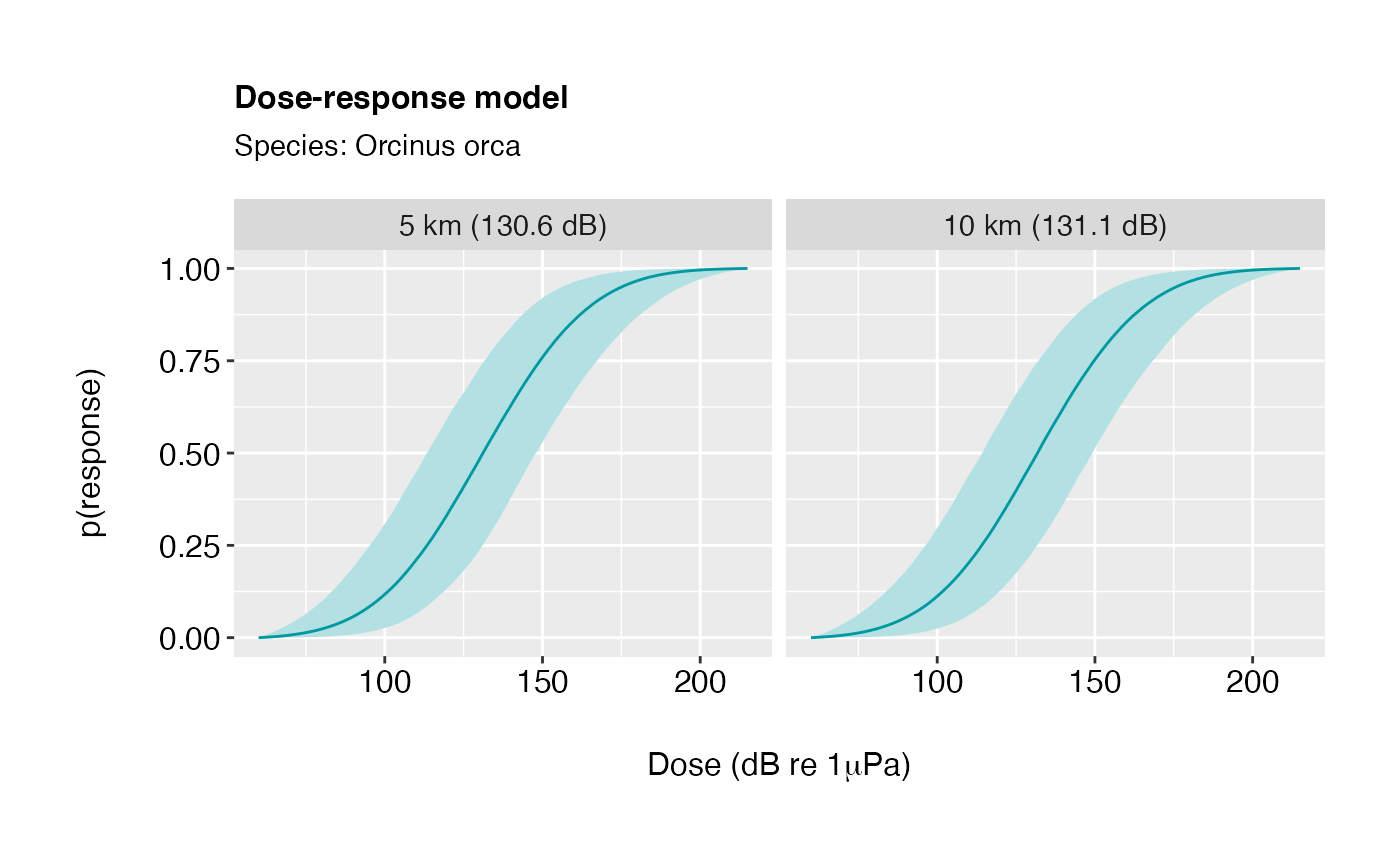 Dose-response model
Species: Orcinus orca
5 km (130.6 dB)
10 km (131.1 dB)
p(response)
1.00
0.75
0.50
0.25
0.00
100 150 200
100 150 200
Dose (dB re 1μPa)